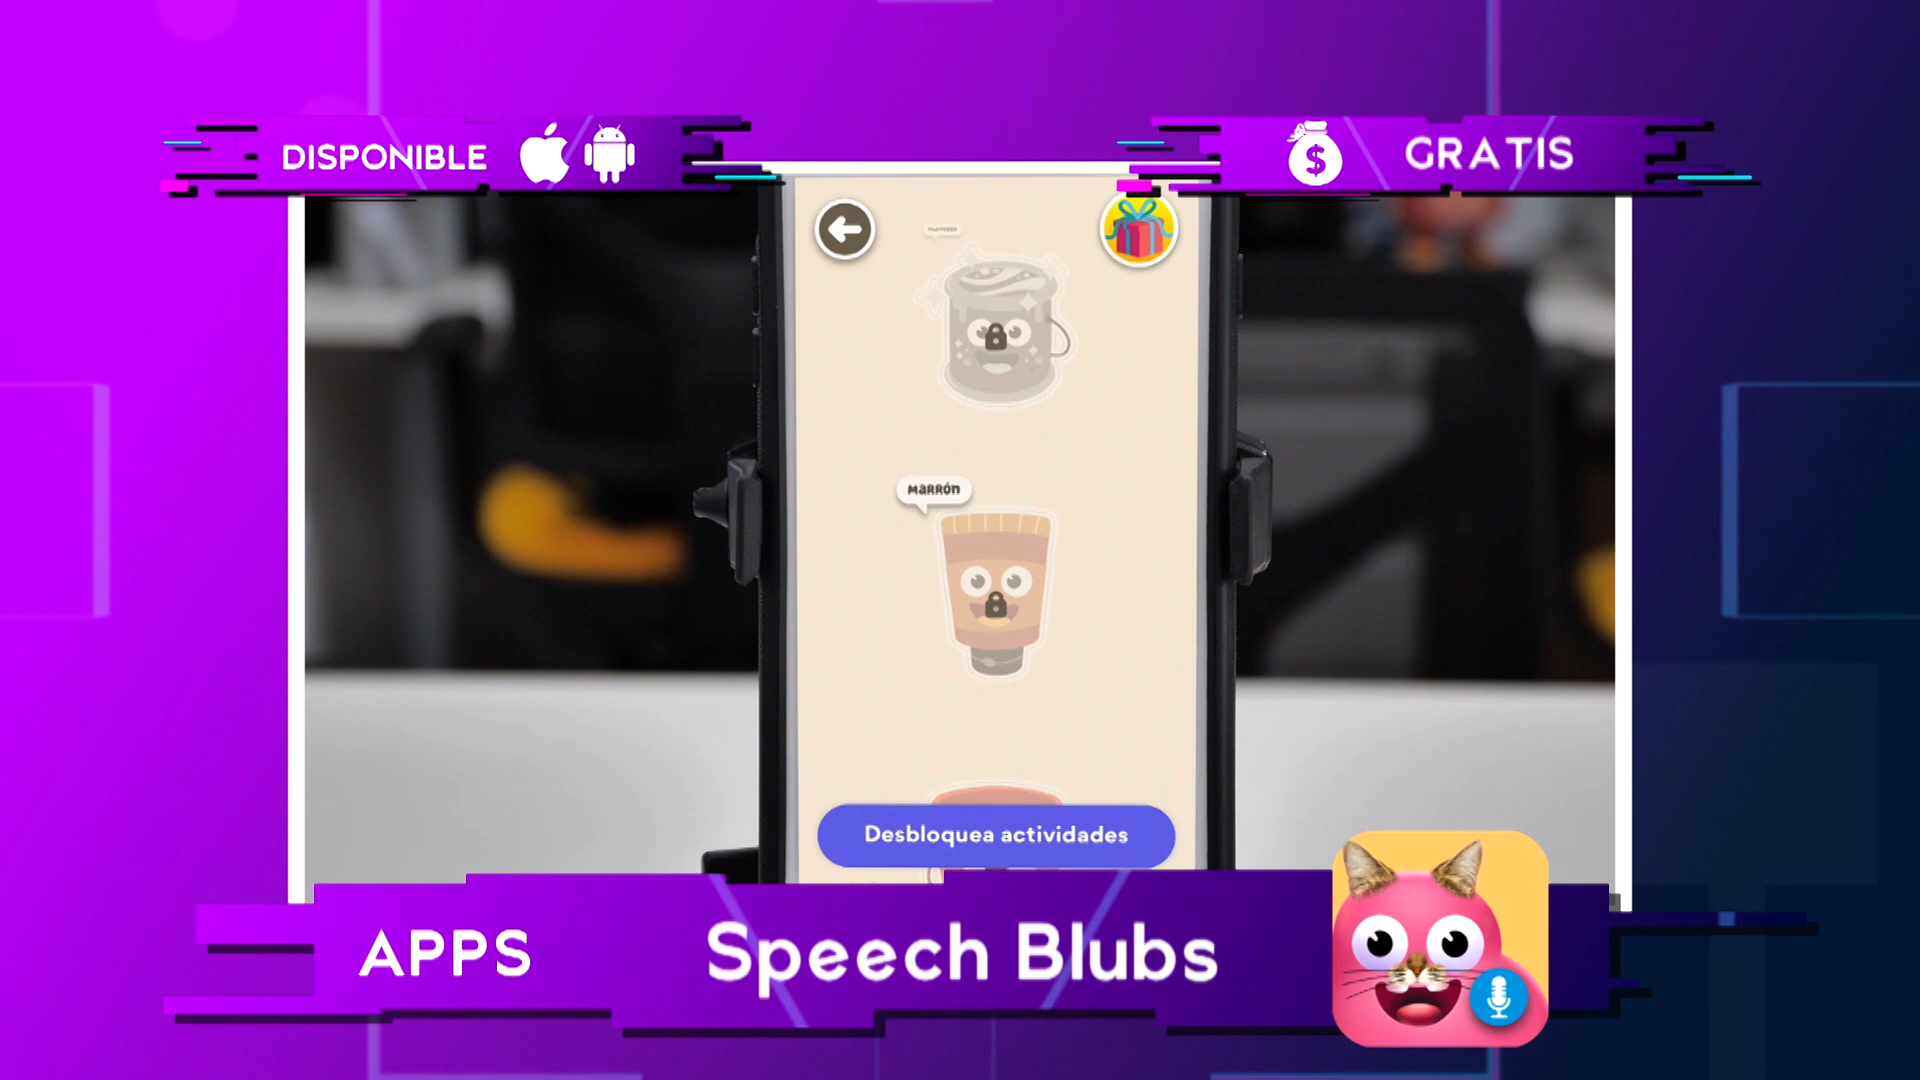 DISPONIBLE
GRATIS
MARRÓN
Desbloquea actividades
APPS
Speech Blubs